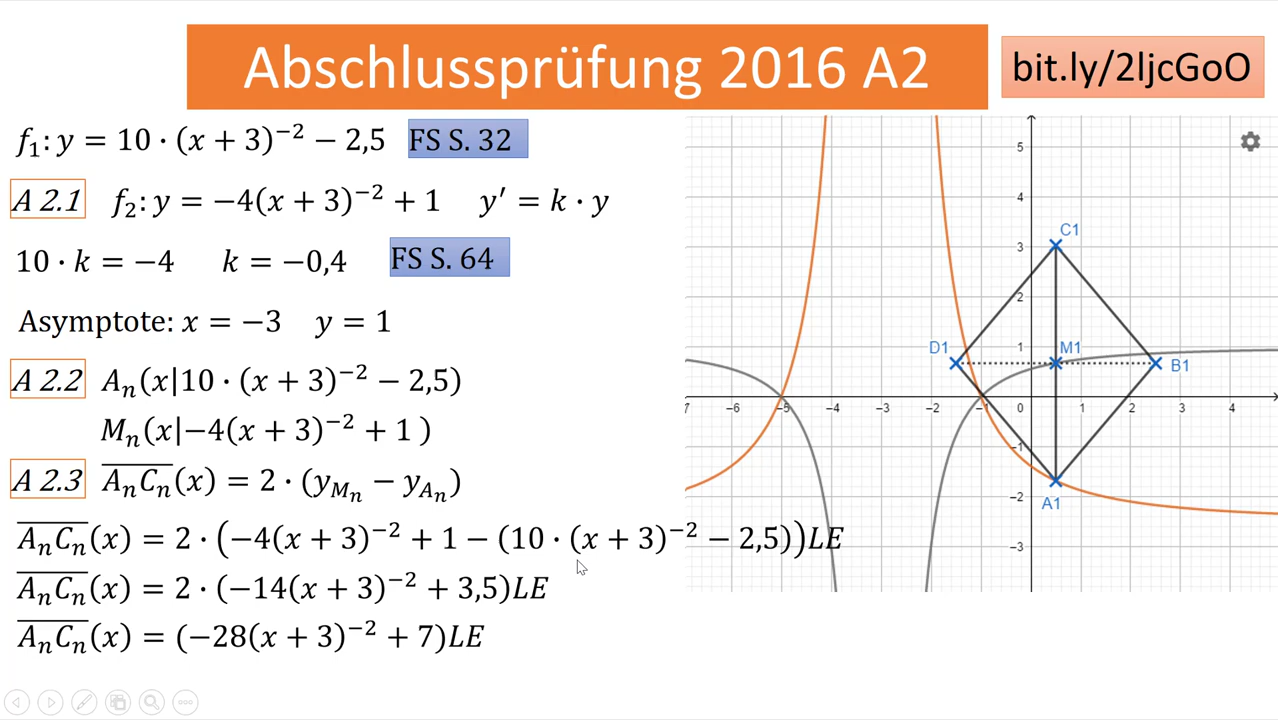 Abschlussprüfung 2016 A2
bit.ly/2ljcGoO
f₁: y = 10 · (x + 3)⁻² − 2,5 FS S. 32
A 2.1 f₂: y = −4(x + 3)⁻² + 1 y′ = k · y
10 · k = −4 k = −0,4 FS S. 64
Asymptote: x = −3 y = 1
A 2.2 Aₙ(x|10 · (x + 3)⁻² − 2,5)
Mₙ(x|−4(x + 3)⁻² + 1 )
A 2.3 A̅ₙC̅ₙ(x) = 2 · (y_Mₙ − y_Aₙ)
A̅ₙC̅ₙ(x) = 2 · (−4(x + 3)⁻² + 1 − (10 · (x + 3)⁻² − 2,5))LE
A̅ₙC̅ₙ(x) = 2 · (−14(x + 3)⁻² + 3,5)LE
A̅ₙC̅ₙ(x) = (−28(x + 3)⁻² + 7)LE
5
4
C1
3
2
D1 1 M1
B1
7 −6 −5 −4 −3 −2 −1 0 1 2 3 4
−1
−2
A1
−3